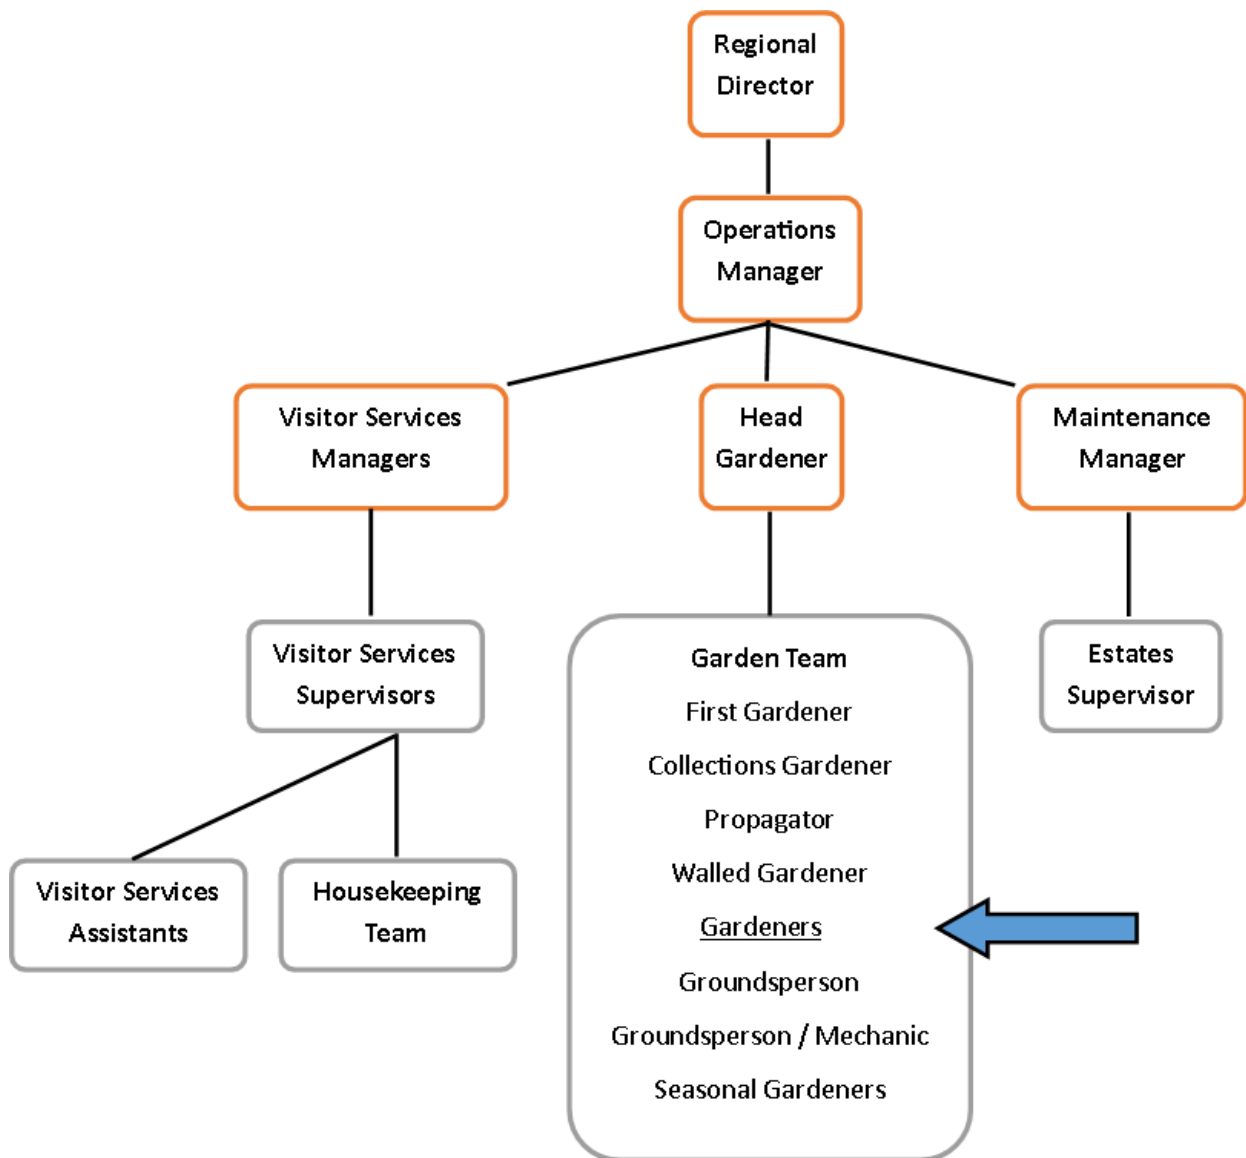 Regional
Director
Operations
Manager
Visitor Services
Managers
Head
Gardener
Maintenance
Manager
Visitor Services
Supervisors
Garden Team
First Gardener
Collections Gardener
Propagator
Walled Gardener
Gardeners
Groundsperson
Groundsperson / Mechanic
Seasonal Gardeners
Estates
Supervisor
Visitor Services
Assistants
Housekeeping
Team